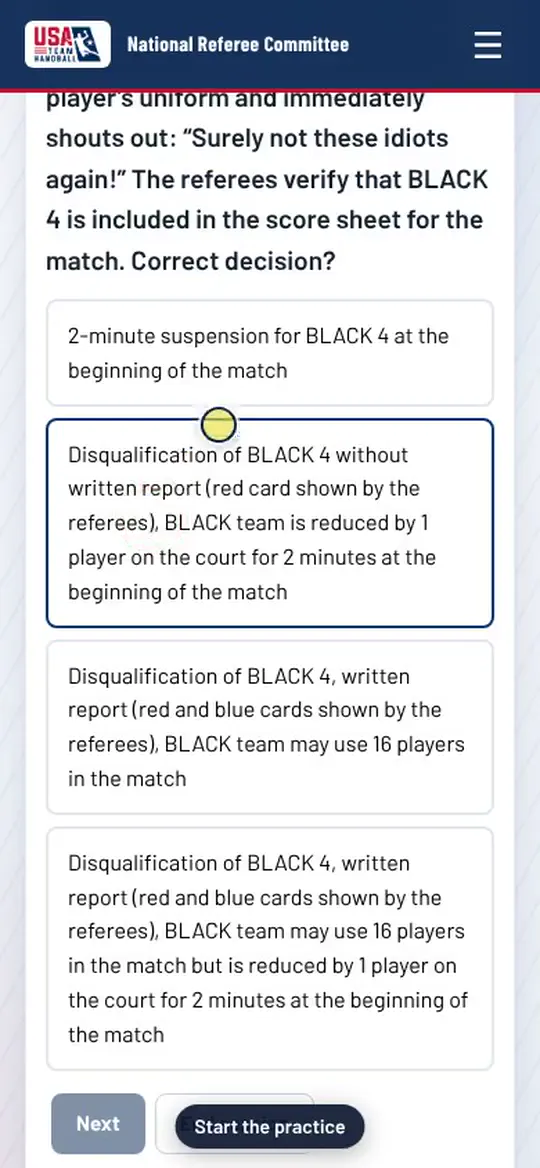 USA
TEAM
HANDBALL
National Referee Committee
player's uniform and immediately
shouts out: “Surely not these idiots
again!” The referees verify that BLACK
4 is included in the score sheet for the
match. Correct decision?
2-minute suspension for BLACK 4 at the
beginning of the match
Disqualification of BLACK 4 without
written report (red card shown by the
referees), BLACK team is reduced by 1
player on the court for 2 minutes at the
beginning of the match
Disqualification of BLACK 4, written
report (red and blue cards shown by the
referees), BLACK team may use 16 players
in the match
Disqualification of BLACK 4, written
report (red and blue cards shown by the
referees), BLACK team may use 16 players
in the match but is reduced by 1 player on
the court for 2 minutes at the beginning of
the match
Next
Start the practice